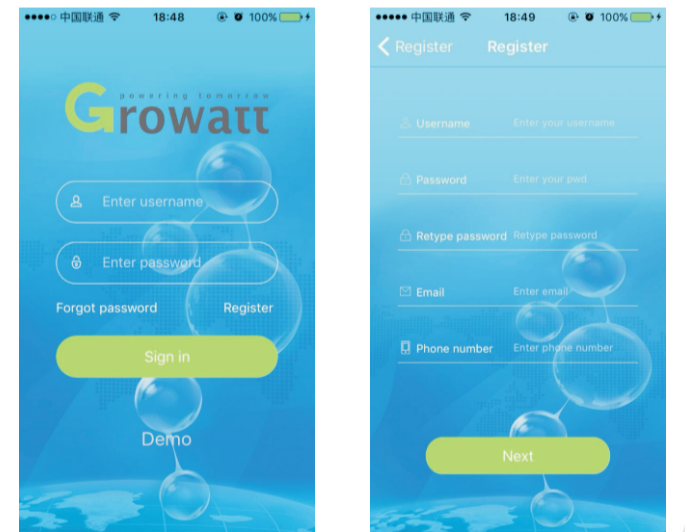 中国联通 18:48 100%
powering tomorrow
Growatt
Enter username
Enter password
Forgot password Register
Sign in
Demo
中国联通 18:49 100%
Register Register
Username Enter your username
Password Enter your pwd
Retype password Retype password
Email Enter email
Phone number Enter phone number
Next